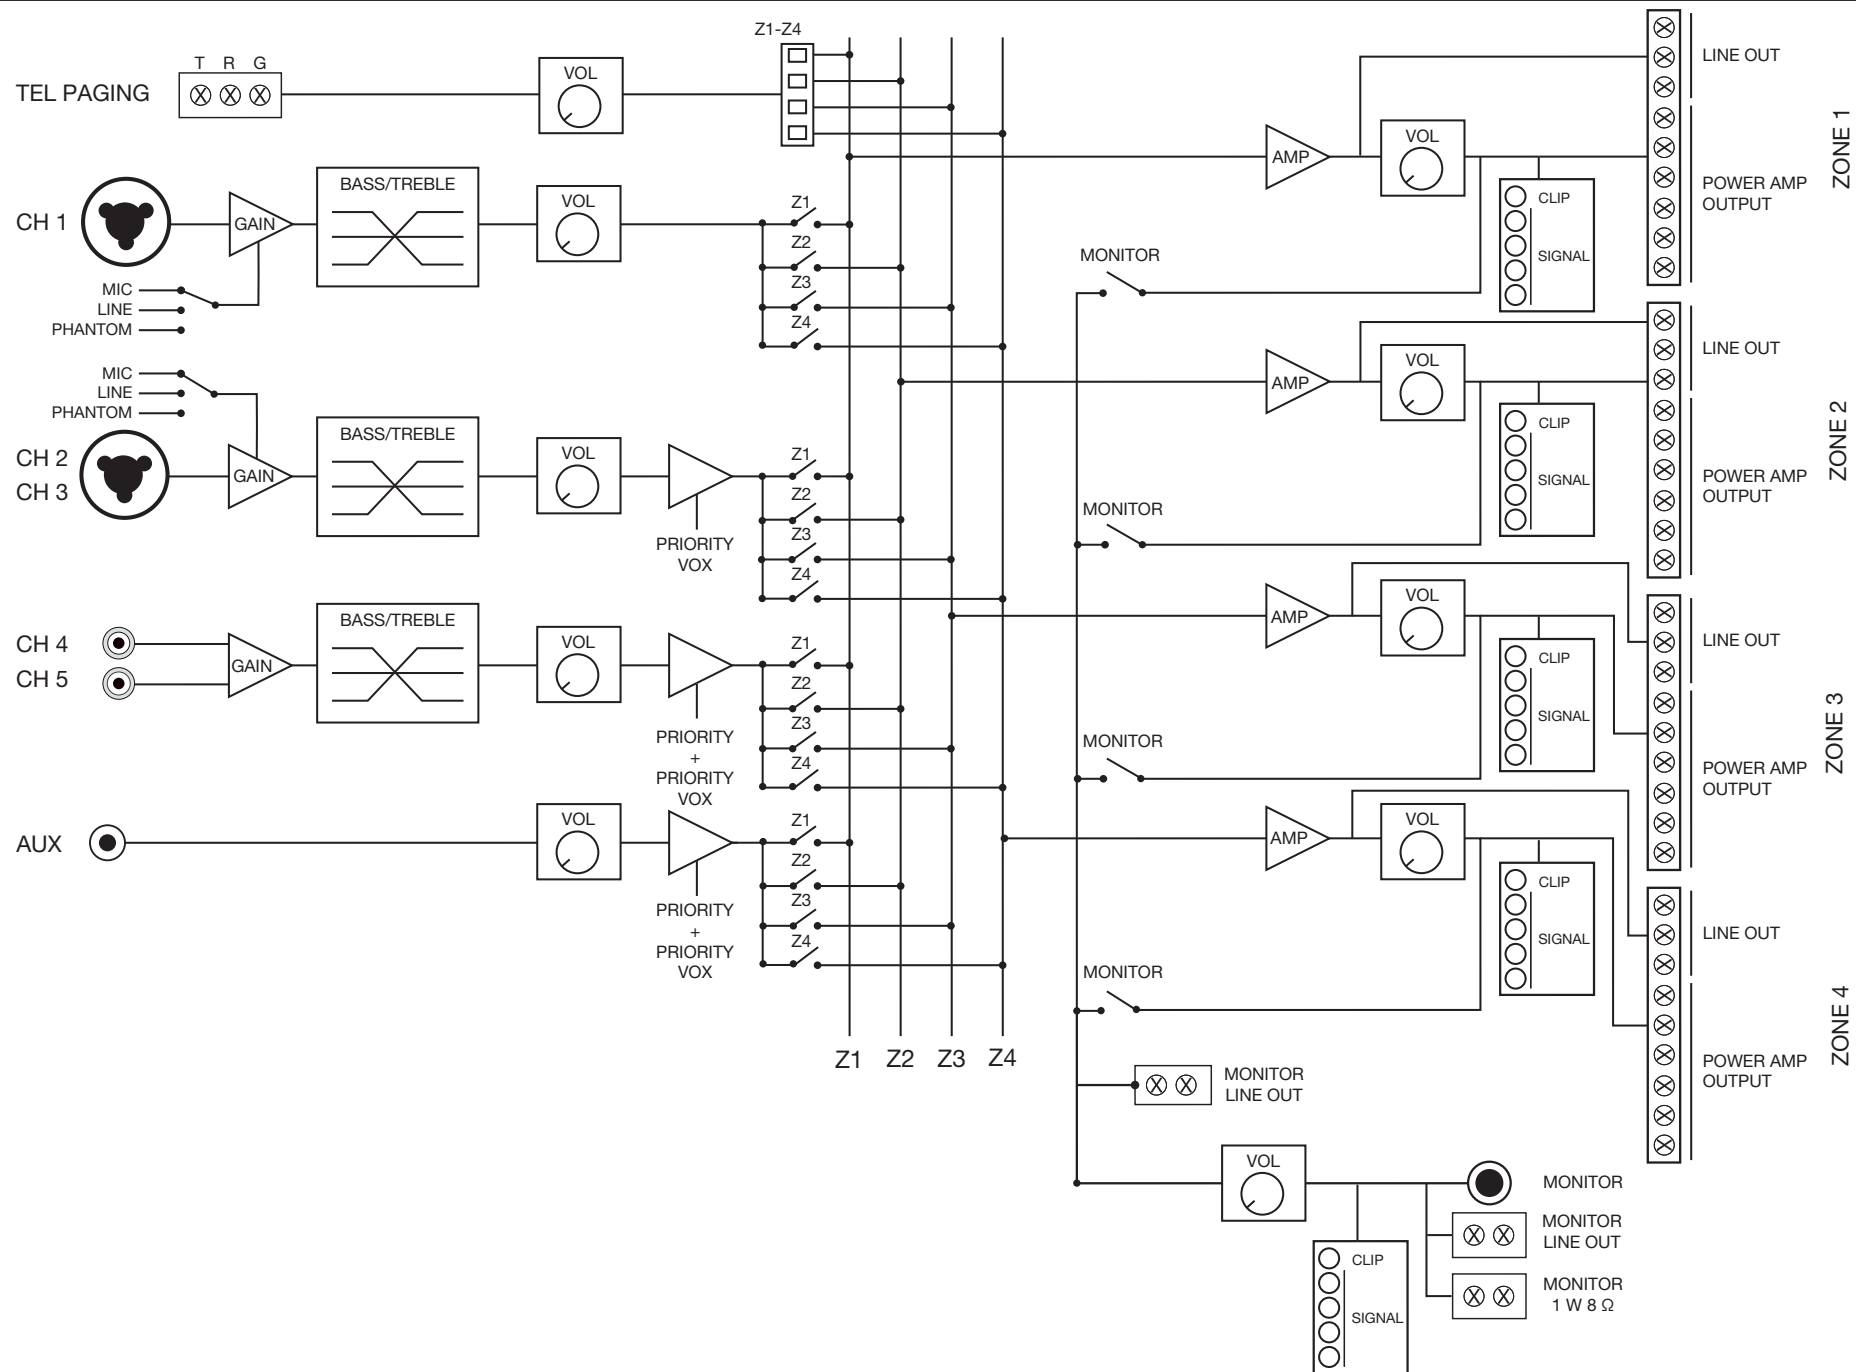 Z1-Z4
T R G
TEL PAGING
VOL
CH 1
GAIN
BASS/TREBLE
VOL
Z1
Z2
Z3
Z4
MIC
LINE
PHANTOM
MIC
LINE
PHANTOM
CH 2
CH 3
GAIN
BASS/TREBLE
VOL
PRIORITY
VOX
Z1
Z2
Z3
Z4
CH 4
CH 5
GAIN
BASS/TREBLE
VOL
PRIORITY
+
PRIORITY
VOX
Z1
Z2
Z3
Z4
AUX
VOL
PRIORITY
+
PRIORITY
VOX
Z1
Z2
Z3
Z4
Z1 Z2 Z3 Z4
AMP
VOL
CLIP
SIGNAL
MONITOR
LINE OUT
POWER AMP
OUTPUT
ZONE 1
AMP
VOL
CLIP
SIGNAL
MONITOR
LINE OUT
POWER AMP
OUTPUT
ZONE 2
AMP
VOL
CLIP
SIGNAL
MONITOR
LINE OUT
POWER AMP
OUTPUT
ZONE 3
AMP
VOL
CLIP
SIGNAL
MONITOR
LINE OUT
POWER AMP
OUTPUT
ZONE 4
MONITOR
LINE OUT
VOL
CLIP
SIGNAL
MONITOR
MONITOR
LINE OUT
MONITOR
1 W 8 Ω